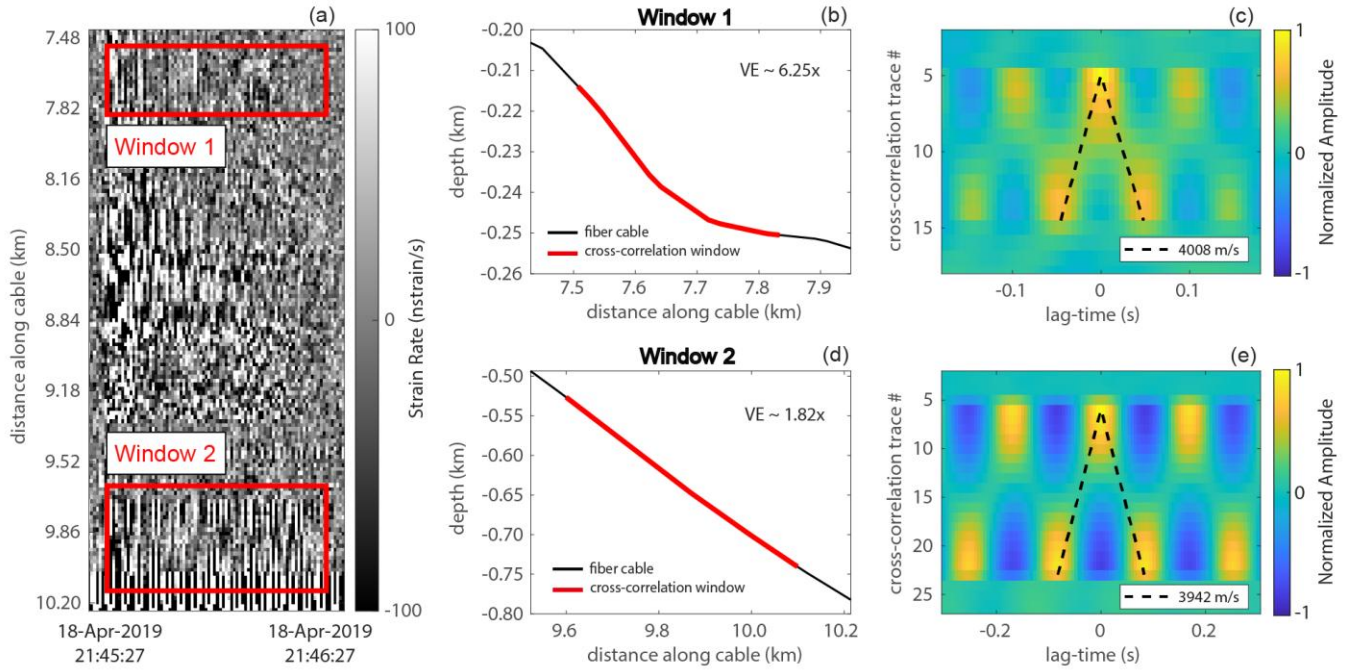 (a)
7.48
7.82
8.16
8.50
8.84
9.18
9.52
9.86
10.20
distance along cable (km)
Window 1
Window 2
18-Apr-2019
21:45:27
18-Apr-2019
21:46:27
100
0
-100
Strain Rate (nstrain/s)
Window 1
(b)
-0.20
-0.21
-0.22
-0.23
-0.24
-0.25
-0.26
depth (km)
VE ~ 6.25x
fiber cable
cross-correlation window
7.5 7.6 7.7 7.8 7.9
distance along cable (km)
(c)
5
10
15
cross-correlation trace #
4008 m/s
-0.1 0 0.1
lag-time (s)
1
0
-1
Normalized Amplitude
Window 2
(d)
-0.50
-0.55
-0.60
-0.65
-0.70
-0.75
-0.80
depth (km)
VE ~ 1.82x
fiber cable
cross-correlation window
9.6 9.8 10.0 10.2
distance along cable (km)
(e)
5
10
15
20
25
cross-correlation trace #
3942 m/s
-0.2 0 0.2
lag-time (s)
1
0
-1
Normalized Amplitude